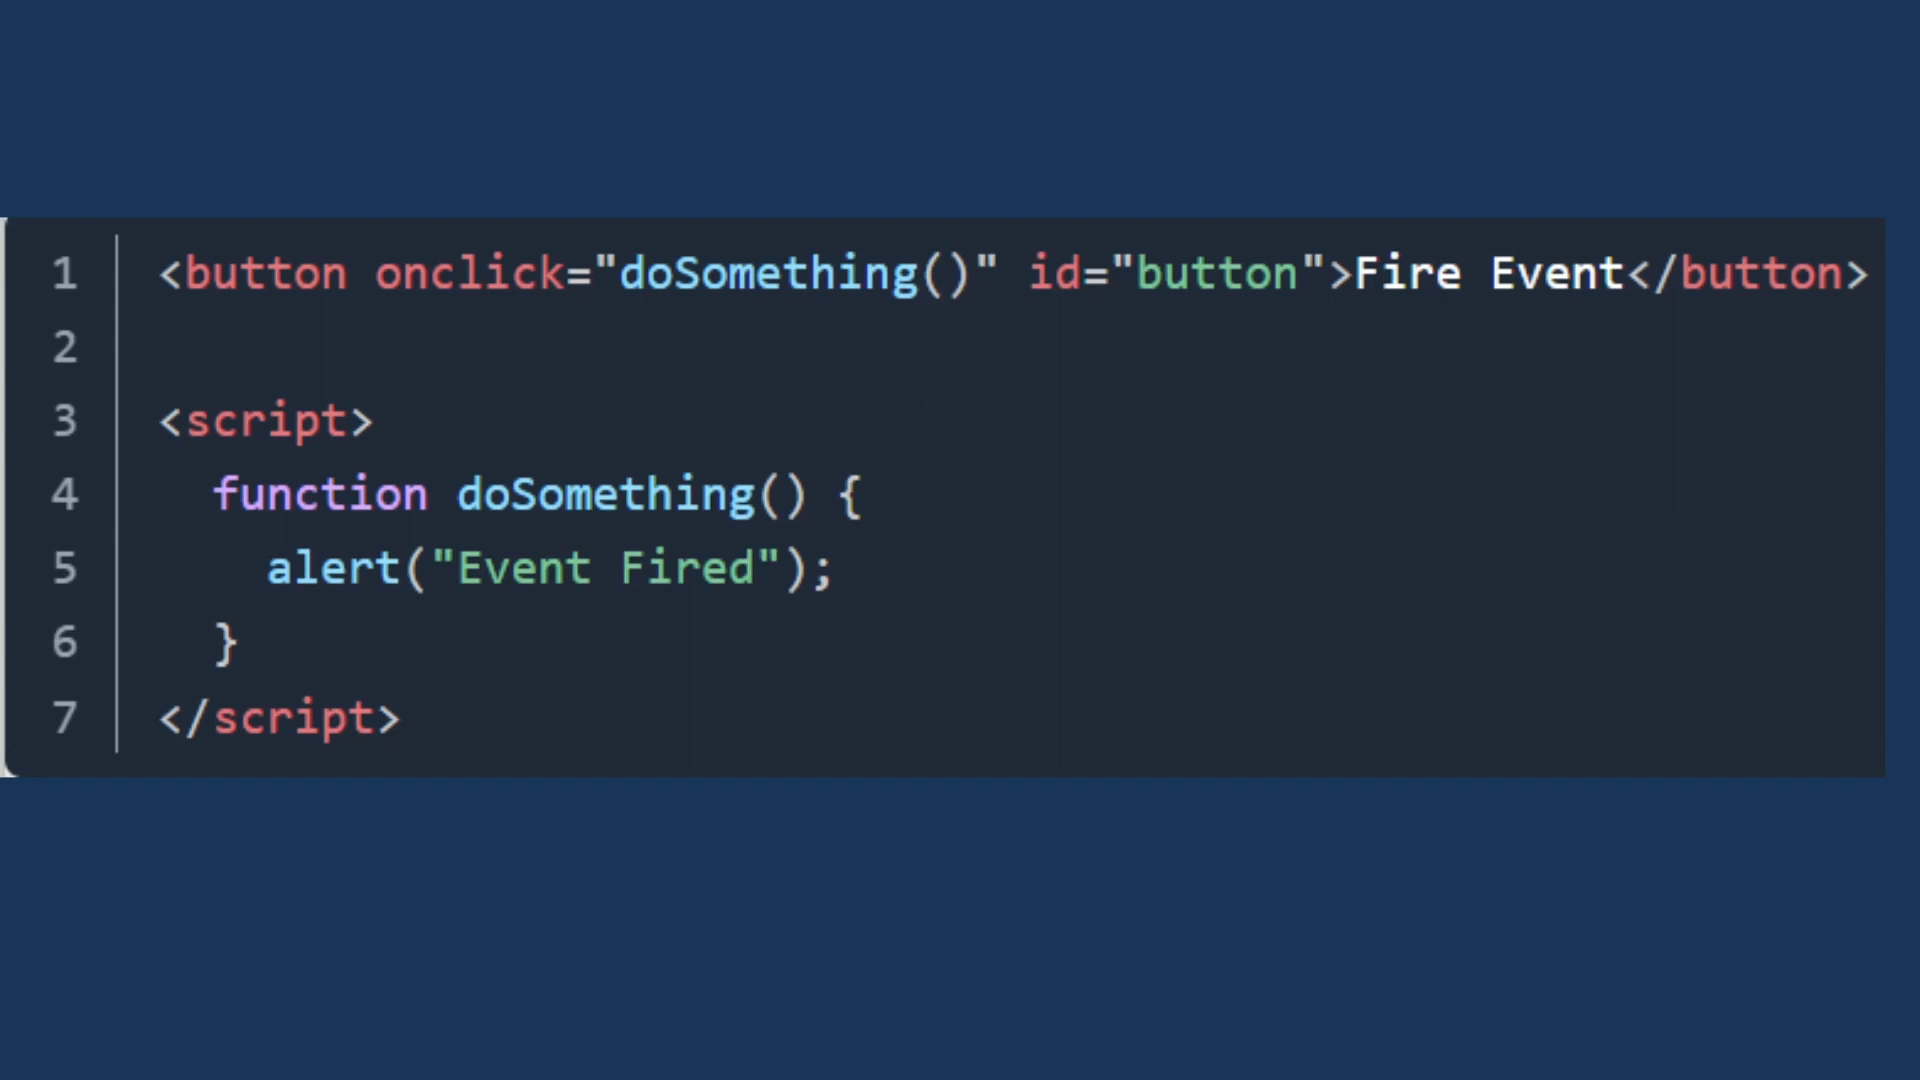 1 <button onclick="doSomething()" id="button">Fire Event</button>
2
3 <script>
4 function doSomething() {
5 alert("Event Fired");
6 }
7 </script>